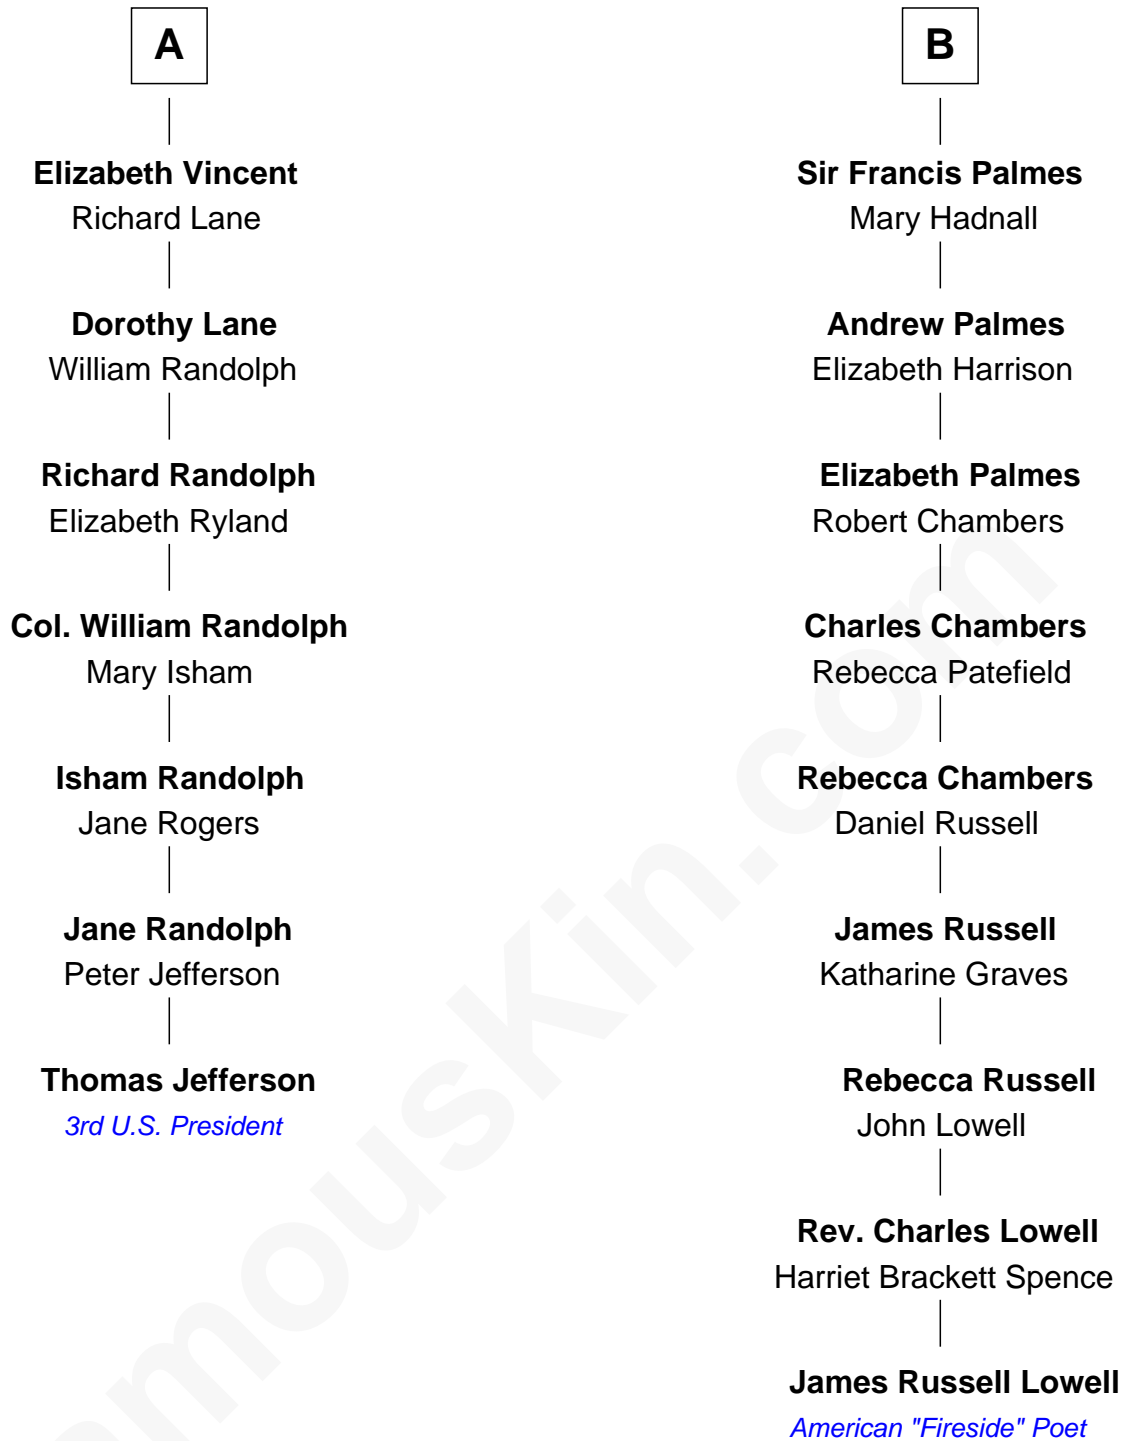 A
Elizabeth Vincent
Richard Lane
Dorothy Lane
William Randolph
Richard Randolph
Elizabeth Ryland
Col. William Randolph
Mary Isham
Isham Randolph
Jane Rogers
Jane Randolph
Peter Jefferson
Thomas Jefferson
3rd U.S. President
B
Sir Francis Palmes
Mary Hadnall
Andrew Palmes
Elizabeth Harrison
Elizabeth Palmes
Robert Chambers
Charles Chambers
Rebecca Patefield
Rebecca Chambers
Daniel Russell
James Russell
Katharine Graves
Rebecca Russell
John Lowell
Rev. Charles Lowell
Harriet Brackett Spence
James Russell Lowell
American "Fireside" Poet
amouskin.com